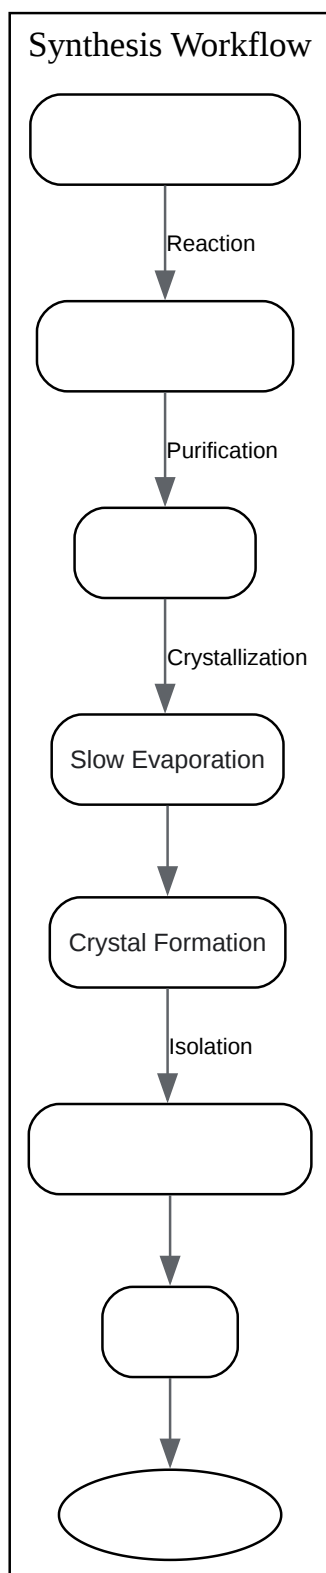 Synthesis Workflow
Reaction
Purification
Crystallization
Slow Evaporation
Crystal Formation
Isolation